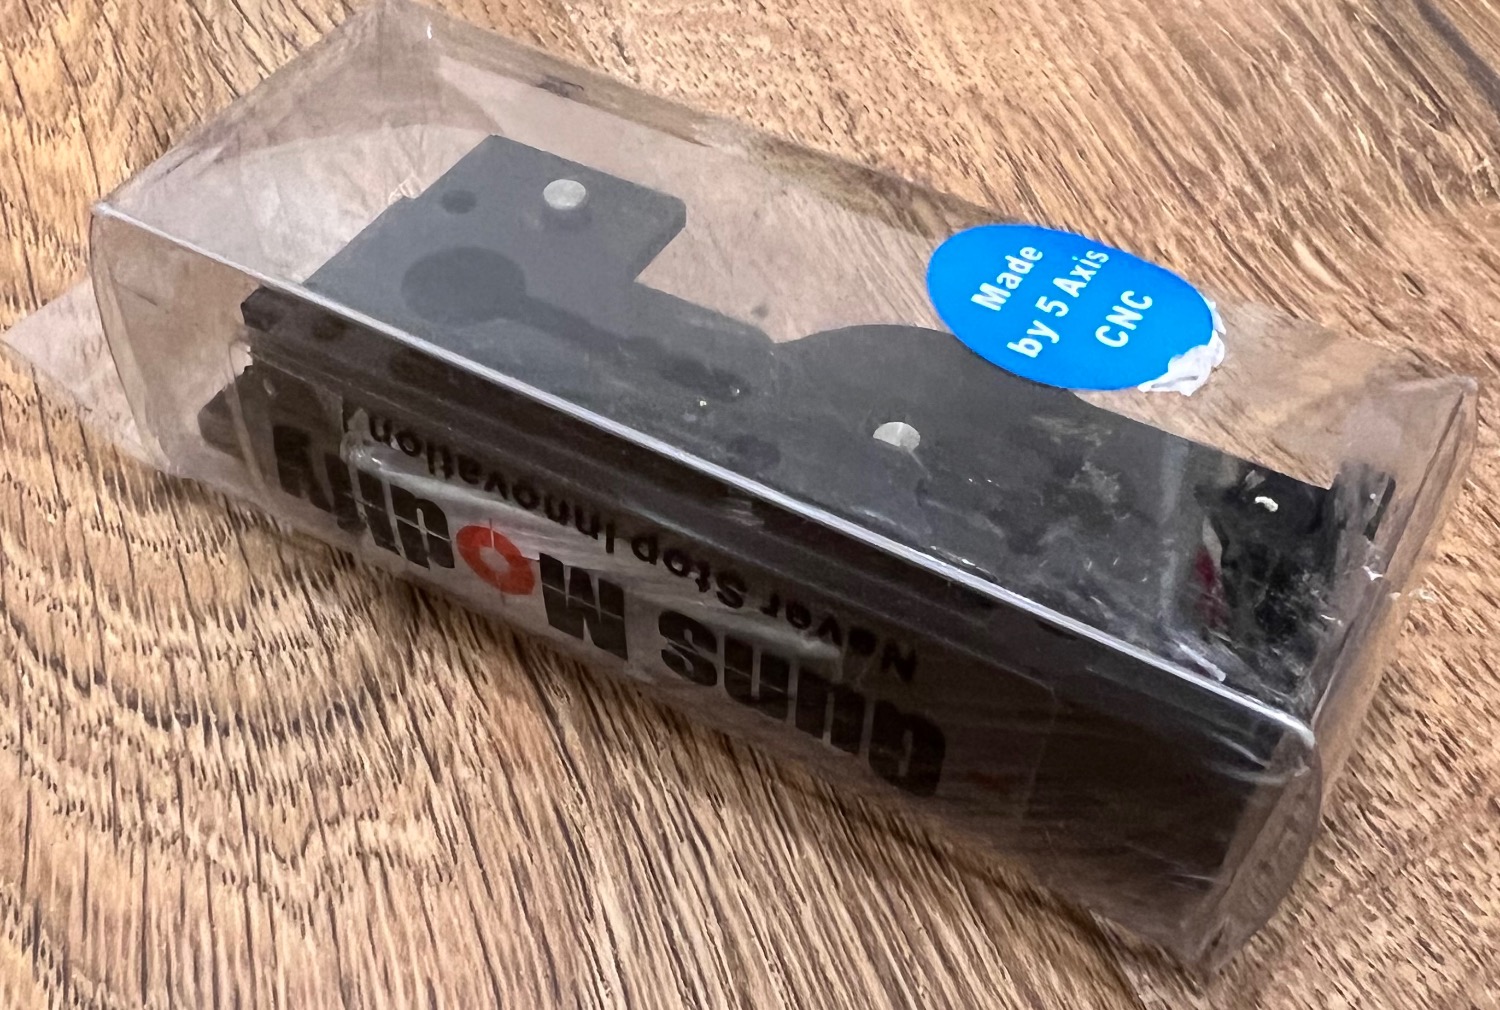 Made
by 5 Axis
CNC
GunS MOdify
Never Stop Innovation